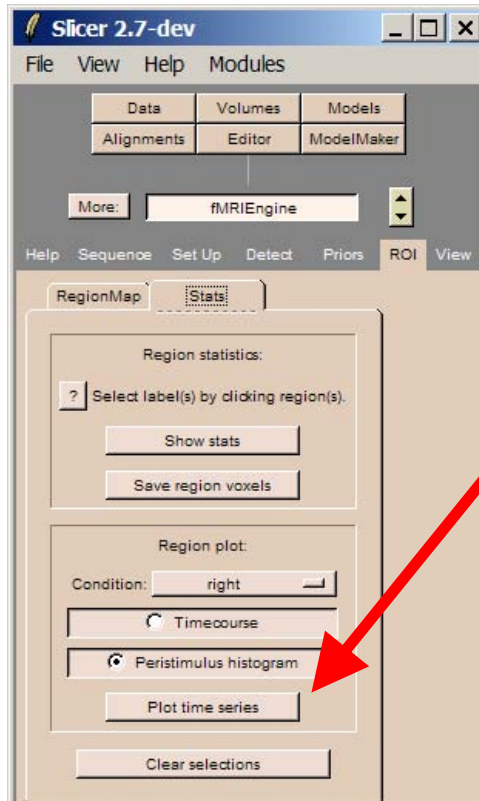 Slicer 2.7-dev
File View Help Modules
Data Volumes Models
Alignments Editor ModelMaker
More: fMRIEngine
Help Sequence Set Up Detect Priors ROI View
RegionMap Stats
Region statistics:
? Select label(s) by clicking region(s).
Show stats
Save region voxels
Region plot:
Condition: right
Timecourse
Peristimulus histogram
Plot time series
Clear selections